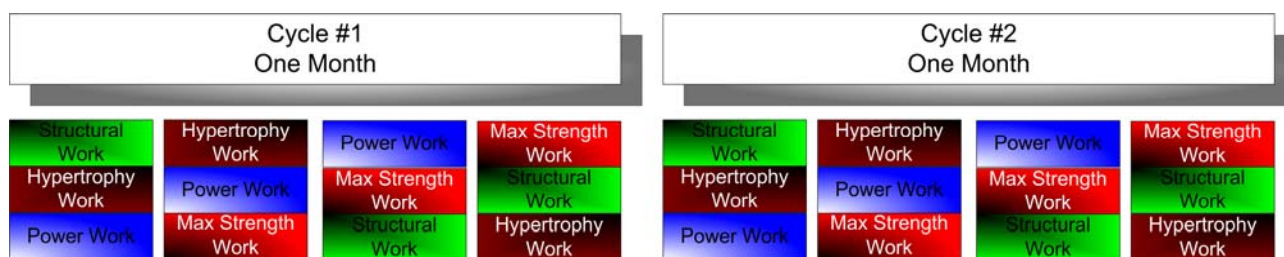 Cycle #1
One Month
Structural
Work
Hypertrophy
Work
Power Work
Hypertrophy
Work
Power Work
Max Strength
Work
Power Work
Max Strength
Work
Structural
Work
Max Strength
Work
Structural
Work
Hypertrophy
Work
Cycle #2
One Month
Structural
Work
Hypertrophy
Work
Power Work
Hypertrophy
Work
Power Work
Max Strength
Work
Power Work
Max Strength
Work
Structural
Work
Max Strength
Work
Structural
Work
Hypertrophy
Work